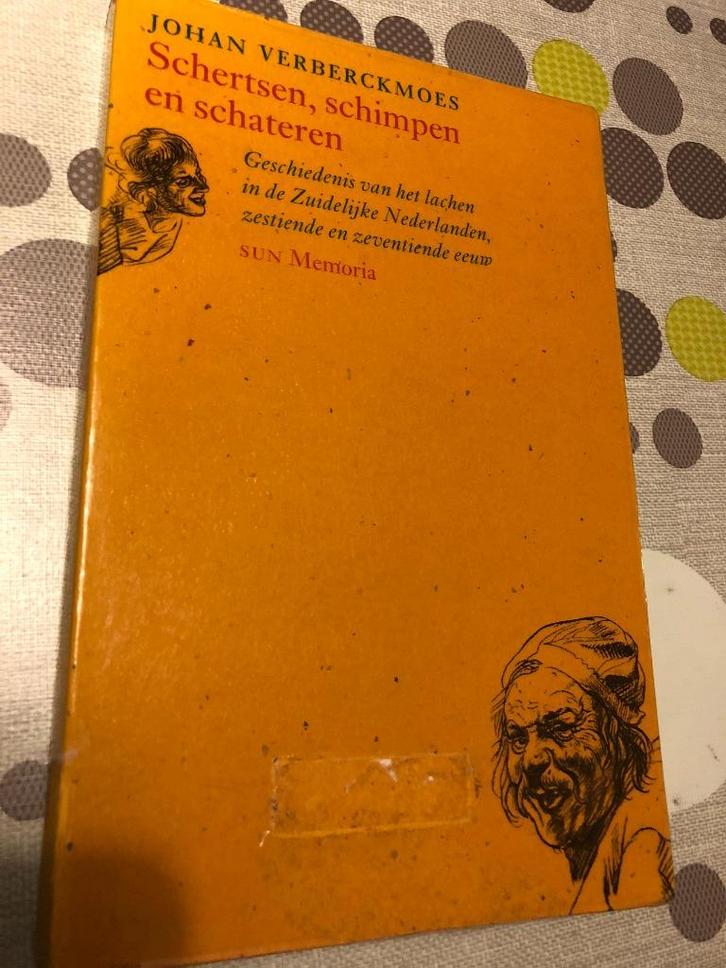 JOHAN VERBERCKMOES
Schertsen, schimpen
en schateren
Geschiedenis van het lachen
in de Zuidelijke Nederlanden,
zestiende en zeventiende eeuw
SUN Memoria